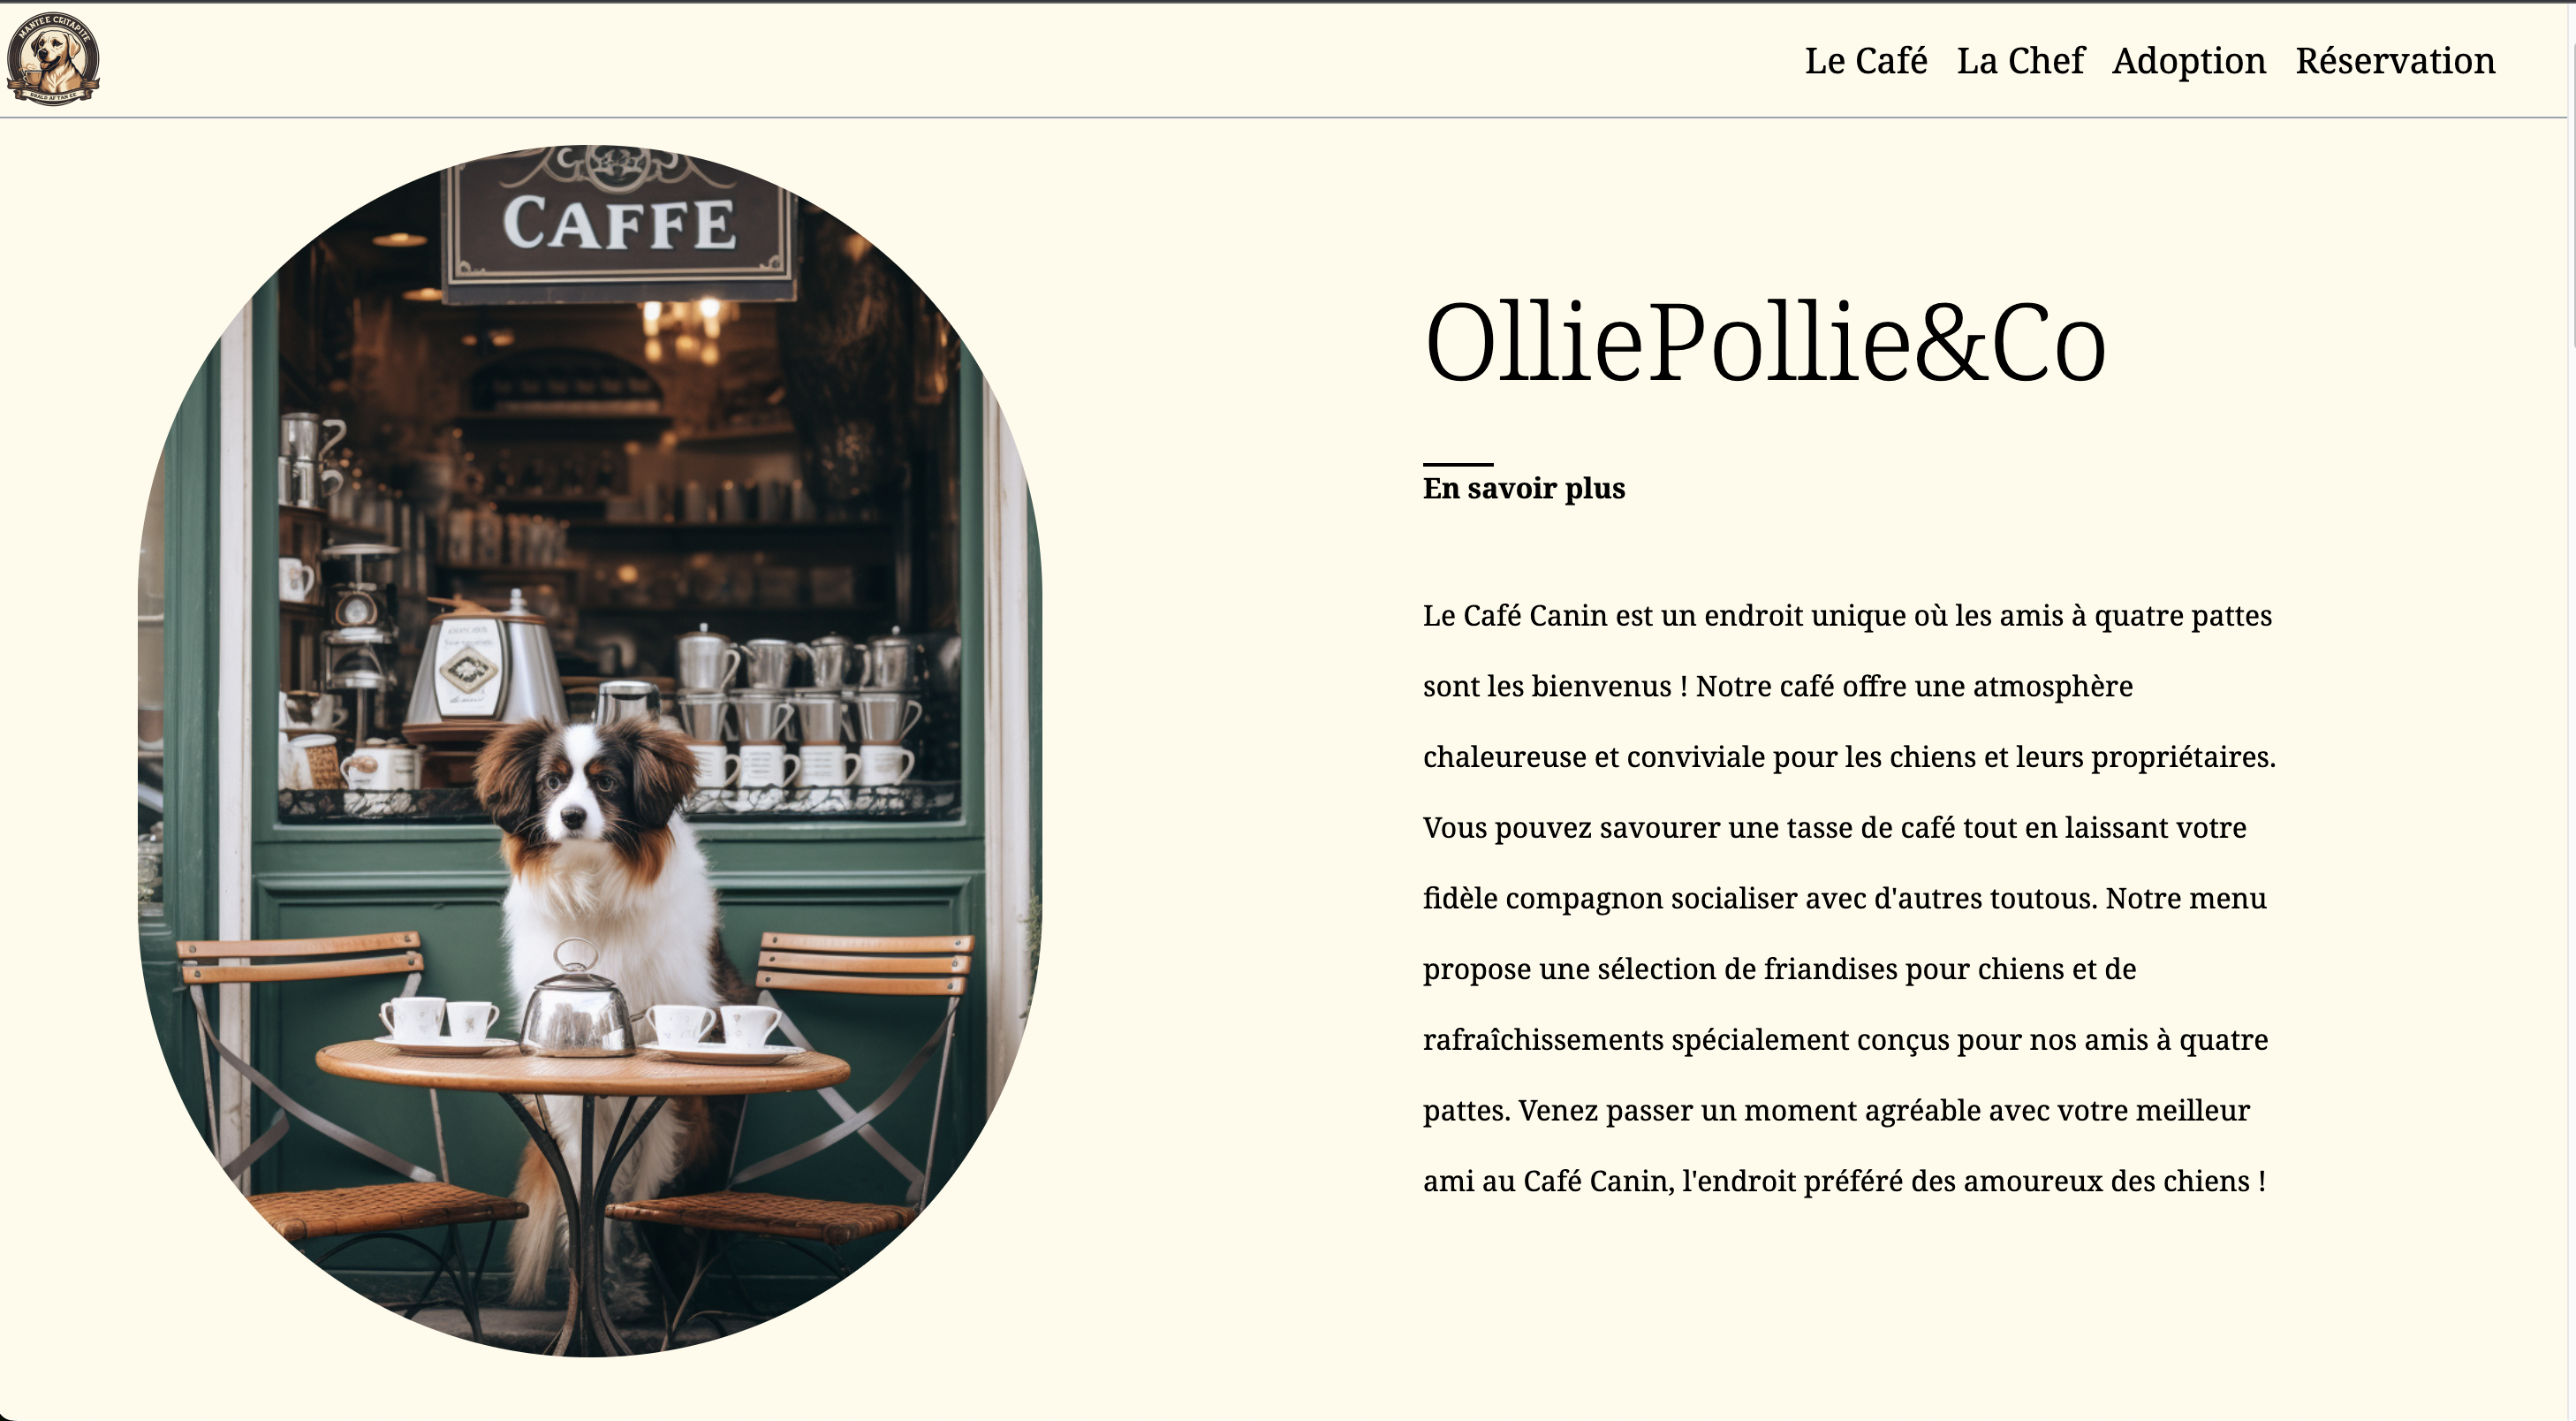 Le Café La Chef Adoption Réservation
CAFFE
OlliePollie&Co
En savoir plus
Le Café Canin est un endroit unique où les amis à quatre pattes
sont les bienvenus ! Notre café offre une atmosphère
chaleureuse et conviviale pour les chiens et leurs propriétaires.
Vous pouvez savourer une tasse de café tout en laissant votre
fidèle compagnon socialiser avec d'autres toutous. Notre menu
propose une sélection de friandises pour chiens et de
rafraîchissements spécialement conçus pour nos amis à quatre
pattes. Venez passer un moment agréable avec votre meilleur
ami au Café Canin, l'endroit préféré des amoureux des chiens !